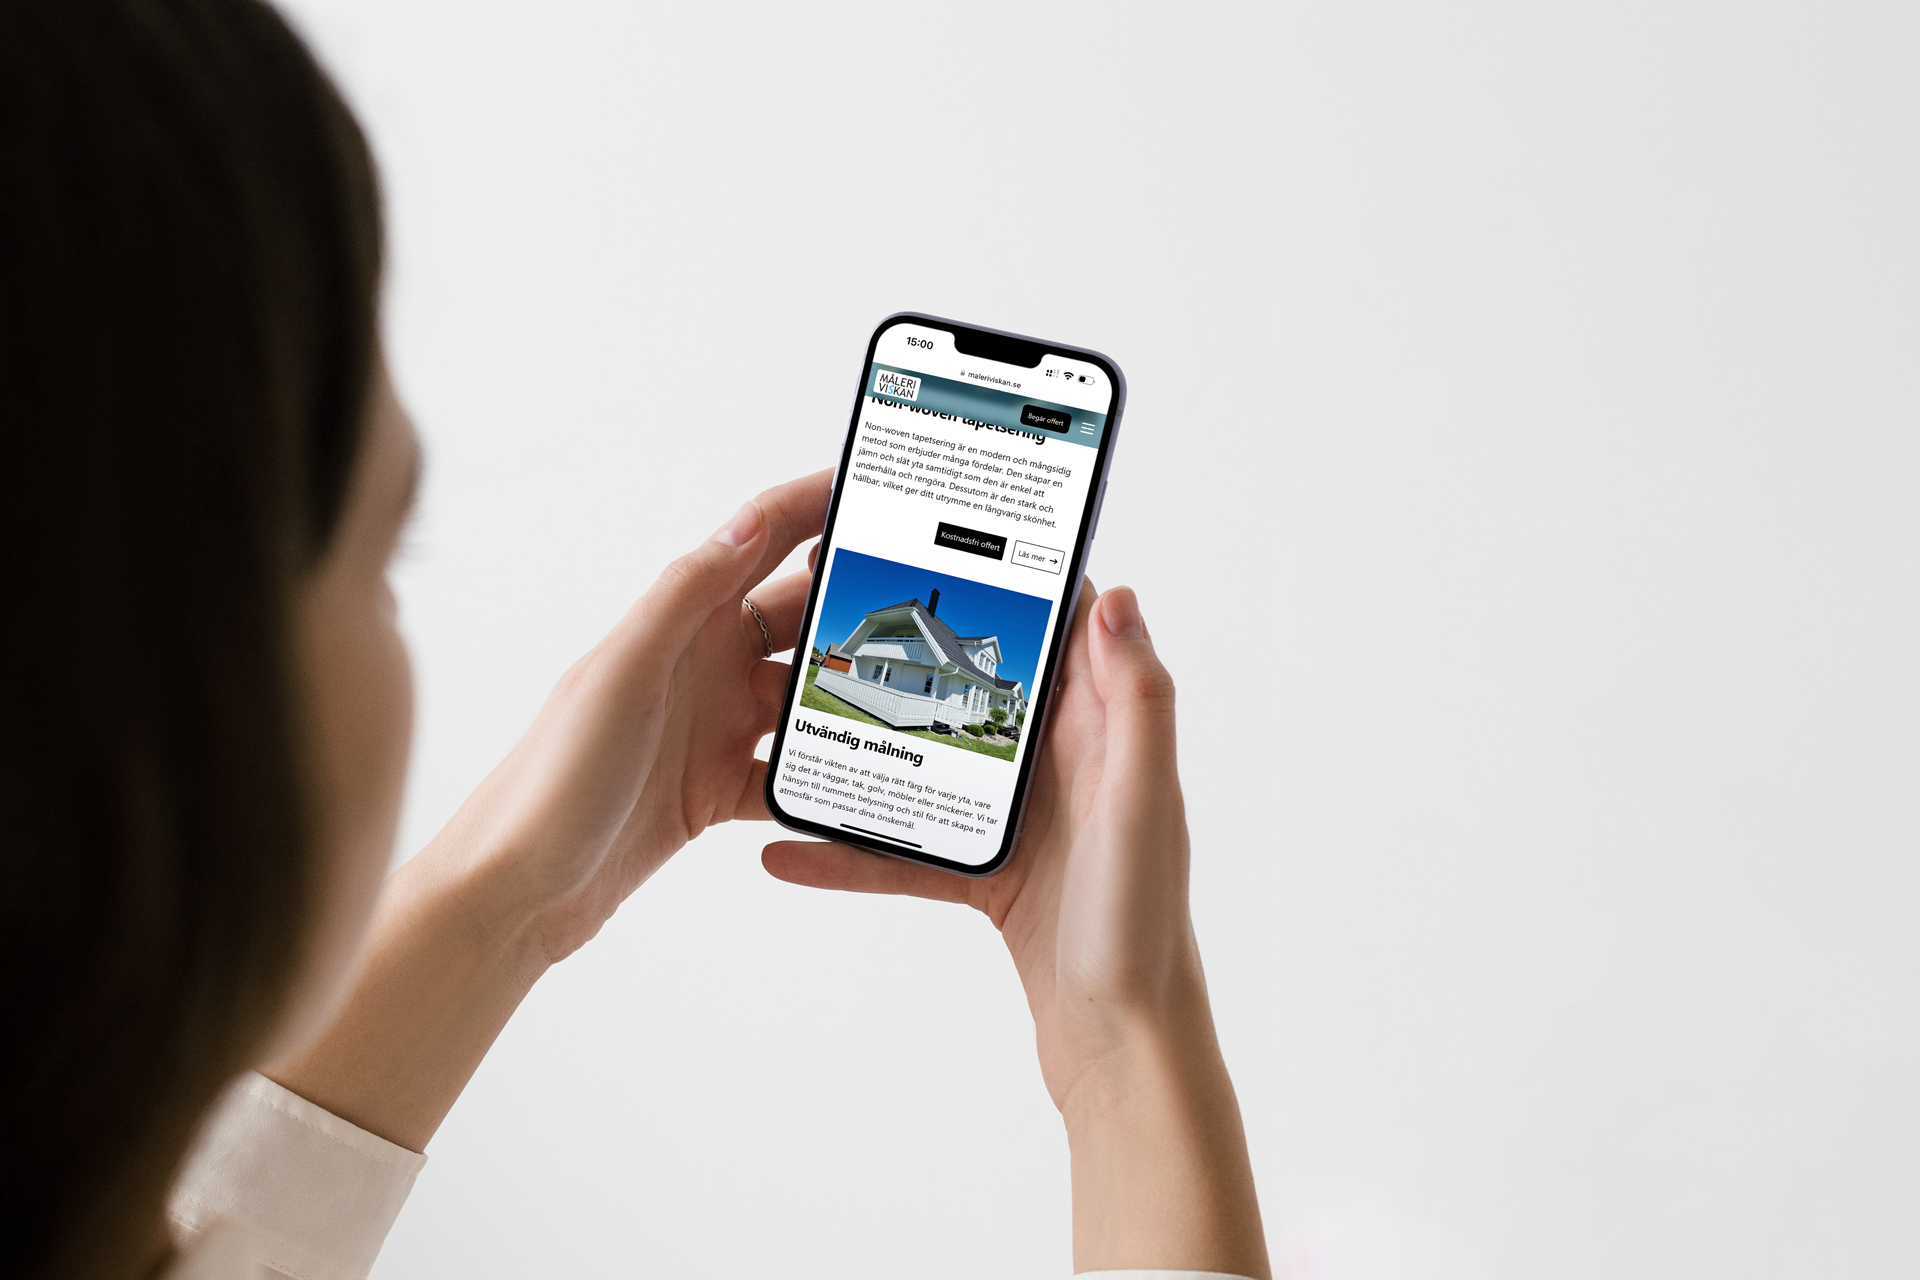 15:00
maleriviskan.se
MÅLERI
VISKAN
Begär offert
Non-woven tapetsering
Non-woven tapetsering är en modern och mångsidig
metod som erbjuder många fördelar. Den skapar en
jämn och slät yta samtidigt som den är enkel att
underhålla och rengöra. Dessutom är den stark och
hållbar, vilket ger ditt utrymme en långvarig skönhet.
Kostnadsfri offert
Läs mer →
Utvändig målning
Vi förstår vikten av att välja rätt färg för varje yta, vare
sig det är väggar, tak, golv, möbler eller snickerier. Vi tar
hänsyn till rummets belysning och stil för att skapa en
atmosfär som passar dina önskemål.